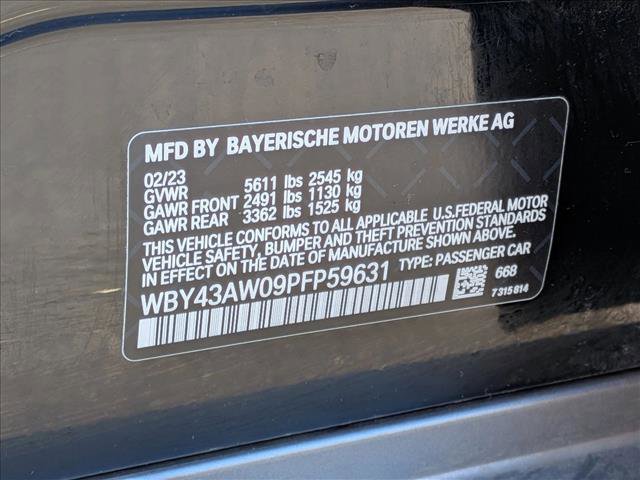 MFD BY BAYERISCHE MOTOREN WERKE AG
02/23
GVWR 5611 lbs 2545 kg
GAWR FRONT 2491 lbs 1130 kg
GAWR REAR 3362 lbs 1525 kg
THIS VEHICLE CONFORMS TO ALL APPLICABLE U.S.FEDERAL MOTOR
VEHICLE SAFETY, BUMPER AND THEFT PREVENTION STANDARDS
IN EFFECT ON THE DATE OF MANUFACTURE SHOWN ABOVE.
WBY43AW09PFP59631 TYPE: PASSENGER CAR
668
7315814